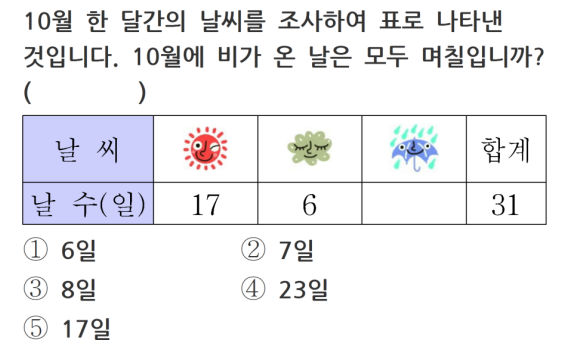 10월 한 달간의 날씨를 조사하여 표로 나타낸
것입니다. 10월에 비가 온 날은 모두 며칠입니까?
(          )
날 씨 합계
날 수(일) 17 6 31
① 6일 ② 7일
③ 8일 ④ 23일
⑤ 17일